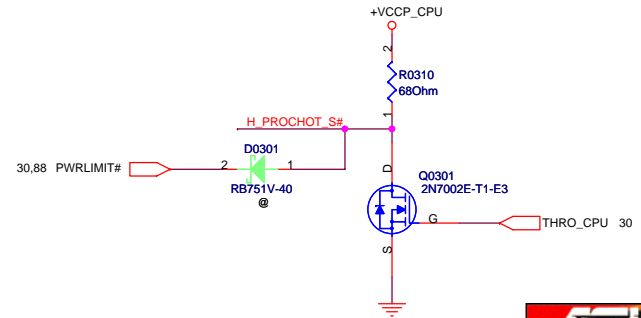 +VCCP_CPU
2
R0310
68Ohm
1
H_PROCHOT_S#
D0301
30,88 PWRLIMIT#
2
1
RB751V-40
@
D
Q0301
2N7002E-T1-E3
G
THRO_CPU 30
S